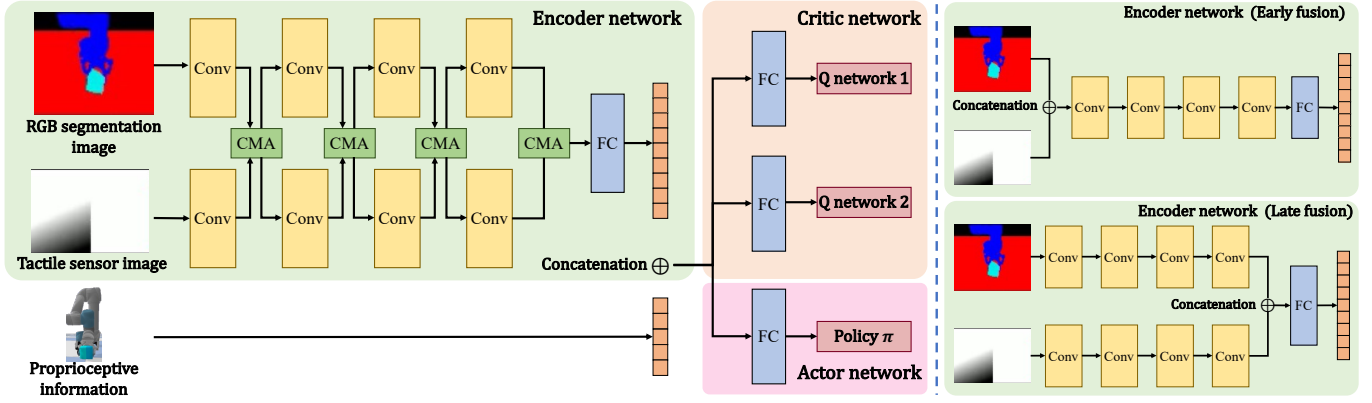 Encoder network
Conv Conv Conv Conv
RGB segmentation
image
CMA CMA CMA CMA
FC
Conv Conv Conv Conv
Tactile sensor image
Concatenation
Proprioceptive
information
Critic network
FC
Q network 1
FC
Q network 2
FC
Policy π
Actor network
Encoder network (Early fusion)
Concatenation
Conv Conv Conv Conv FC
Encoder network (Late fusion)
Conv Conv Conv Conv
Concatenation
FC
Conv Conv Conv Conv